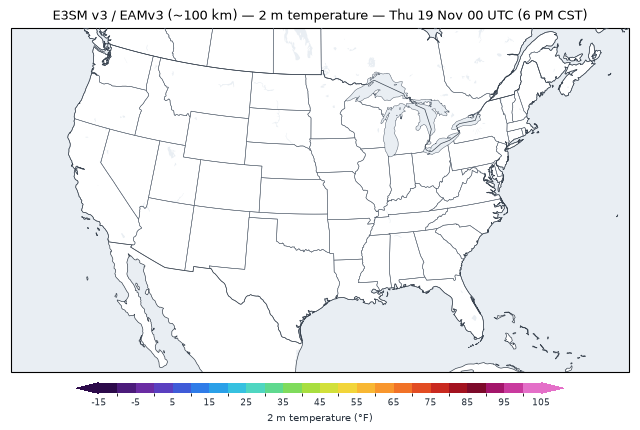 E3SM v3 / EAMv3 (~100 km) — 2 m temperature — Thu 19 Nov 00 UTC (6 PM CST)
-15 -5 5 15 25 35 45 55 65 75 85 95 105
2 m temperature (°F)